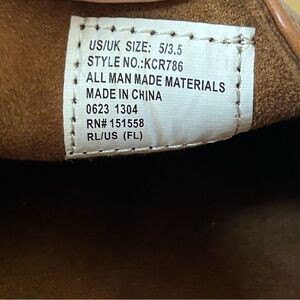 US/UK SIZE: 5/3.5
STYLE NO.:KCR786
ALL MAN MADE MATERIALS
MADE IN CHINA
0623 1304
RN# 151558
RL/US (FL)